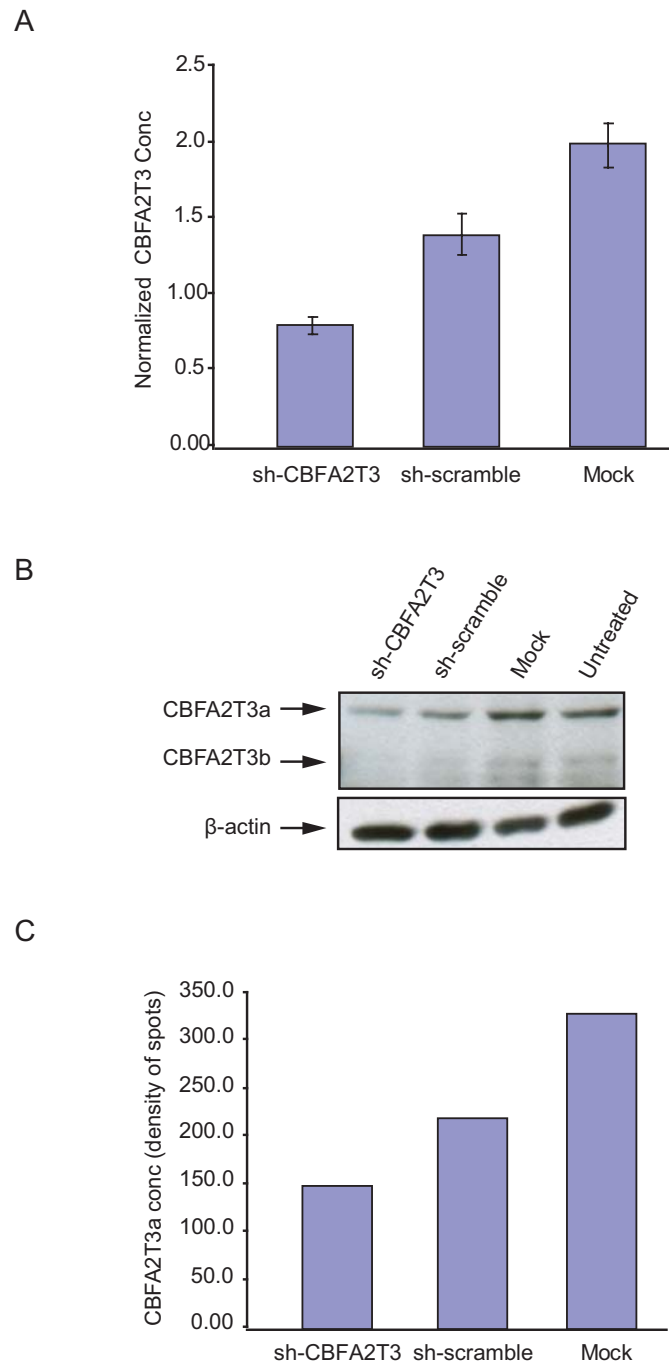 A
Normalized CBFA2T3 Conc
2.5
2.0
1.5
1.00
0.5
0.00
sh-CBFA2T3 sh-scramble Mock
B
sh-CBFA2T3 sh-scramble Mock Untreated
CBFA2T3a
CBFA2T3b
β-actin
C
CBFA2T3a conc (density of spots)
350.0
300.0
250.0
200.0
150.0
100.0
50.0
0.00
sh-CBFA2T3 sh-scramble Mock